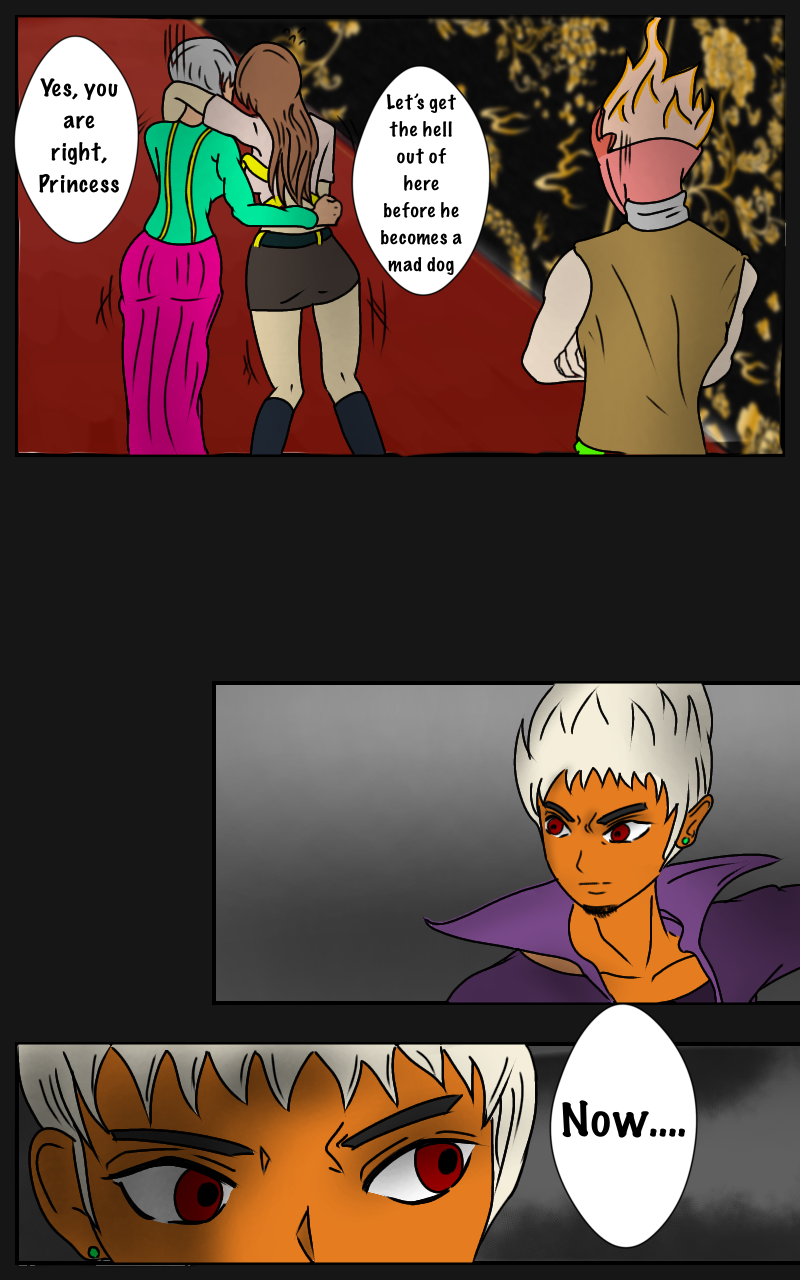 Yes, you
are
right,
Princess
Let's get
the hell
out of
here
before he
becomes a
mad dog
Now....